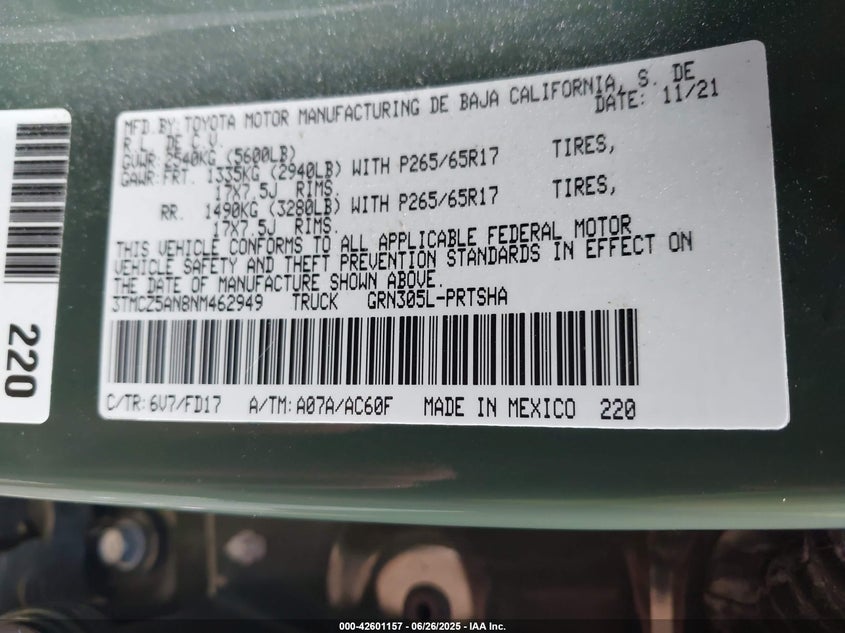 MFD.BY:TOYOTA MOTOR MANUFACTURING DE BAJA CALIFORNIA, S. DE
R.L. DE C.V.
DATE: 11/21
GVWR:2540KG (5600LB)
GAWR:FRT. 1335KG (2940LB) WITH P265/65R17 TIRES,
17X7.5J RIMS.
RR. 1490KG (3280LB) WITH P265/65R17 TIRES,
17X7.5J RIMS.
THIS VEHICLE CONFORMS TO ALL APPLICABLE FEDERAL MOTOR
VEHICLE SAFETY AND THEFT PREVENTION STANDARDS IN EFFECT ON
THE DATE OF MANUFACTURE SHOWN ABOVE.
3TMCZ5AN8NM462949 TRUCK GRN305L-PRTSHA
C/TR:6V7/FD17 A/TM:A07A/AC60F MADE IN MEXICO 220
220
000-42601157 - 06/26/2025 - IAA Inc.